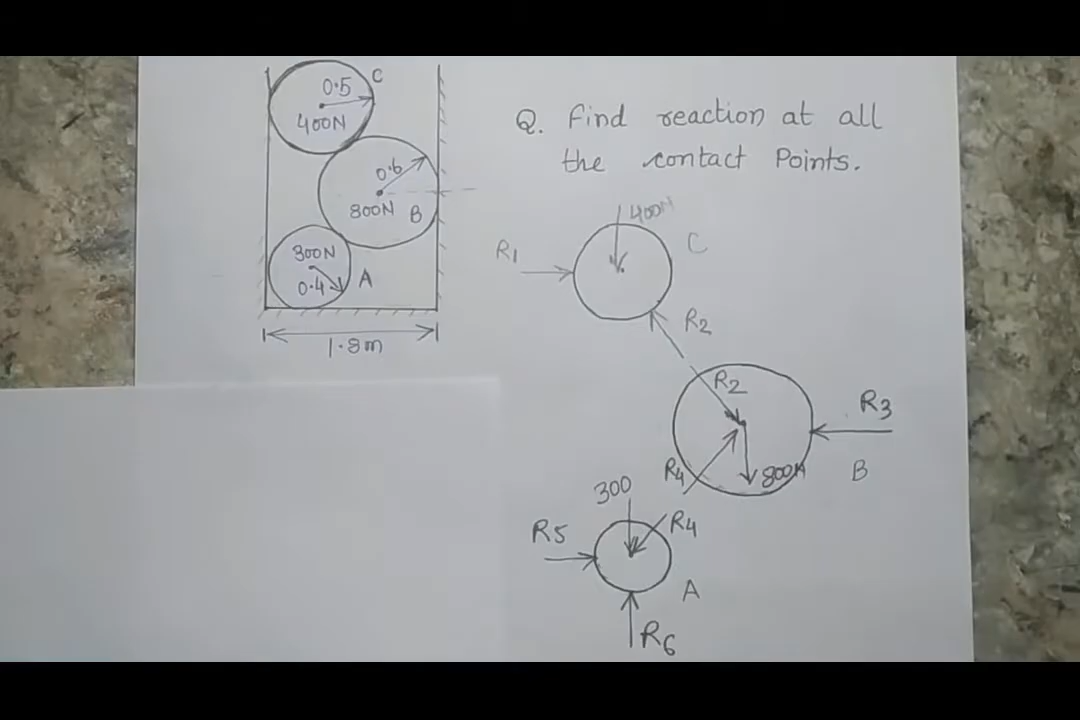 0.5
C
400N
0.6
800N B
300N
0.4
A
1.8m
Q. Find reaction at all
the contact Points.
400N
R1
C
R2
R2
R3
R4
800N
B
300
R4
R5
A
R6